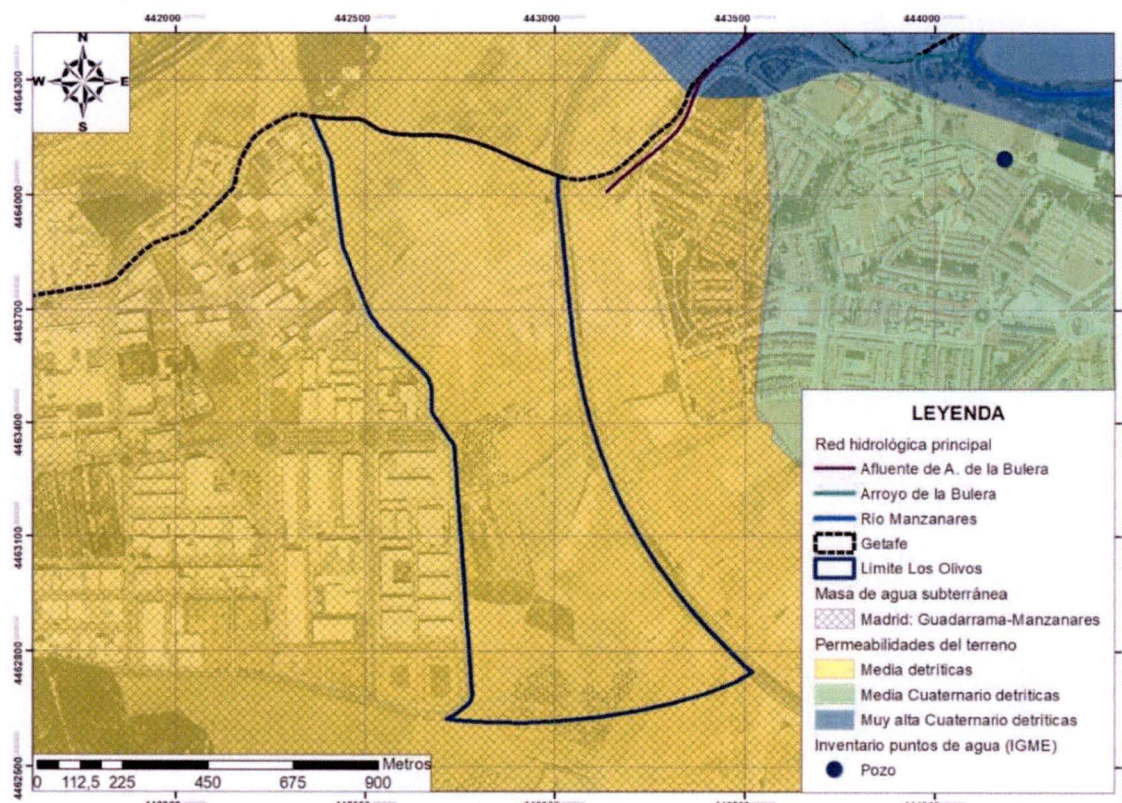 442000 442500 443000 443500 444000
N
W E
S
4464300
4464000
4463700
4463400
4463100
4462800
4462500
LEYENDA
Red hidrológica principal
Afluente de A. de la Bulera
Arroyo de la Bulera
Río Manzanares
Getafe
Límite Los Olivos
Masa de agua subterránea
Madrid: Guadarrama-Manzanares
Permeabilidades del terreno
Media detríticas
Media Cuaternario detríticas
Muy alta Cuaternario detríticas
Inventario puntos de agua (IGME)
Pozo
Metros
0 112,5 225 450 675 900